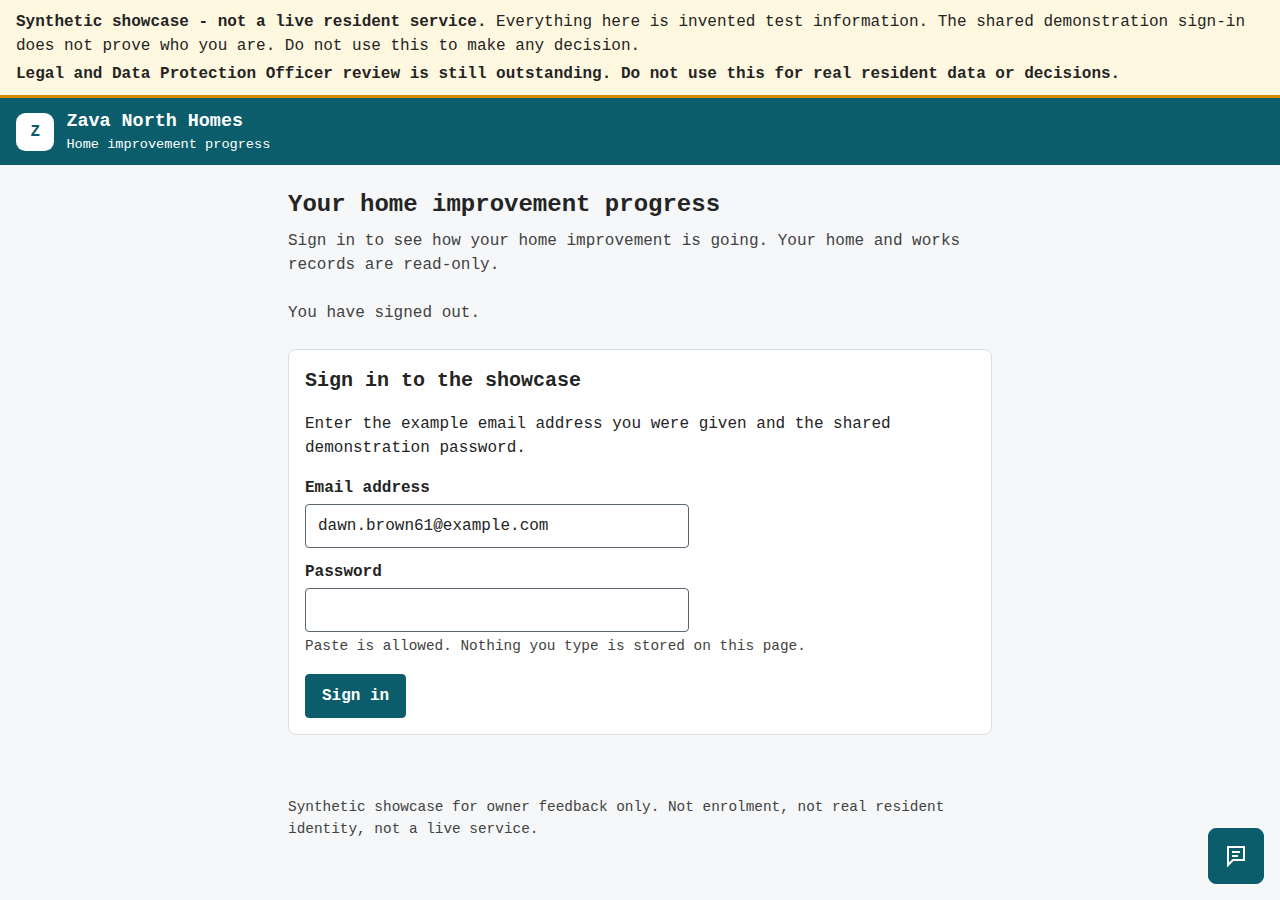 Synthetic showcase - not a live resident service. Everything here is invented test information. The shared demonstration sign-in
does not prove who you are. Do not use this to make any decision.
Legal and Data Protection Officer review is still outstanding. Do not use this for real resident data or decisions.
Z
Zava North Homes
Home improvement progress
Your home improvement progress
Sign in to see how your home improvement is going. Your home and works
records are read-only.
You have signed out.
Sign in to the showcase
Enter the example email address you were given and the shared
demonstration password.
Email address
dawn.brown61@example.com
Password
Paste is allowed. Nothing you type is stored on this page.
Sign in
Synthetic showcase for owner feedback only. Not enrolment, not real resident
identity, not a live service.